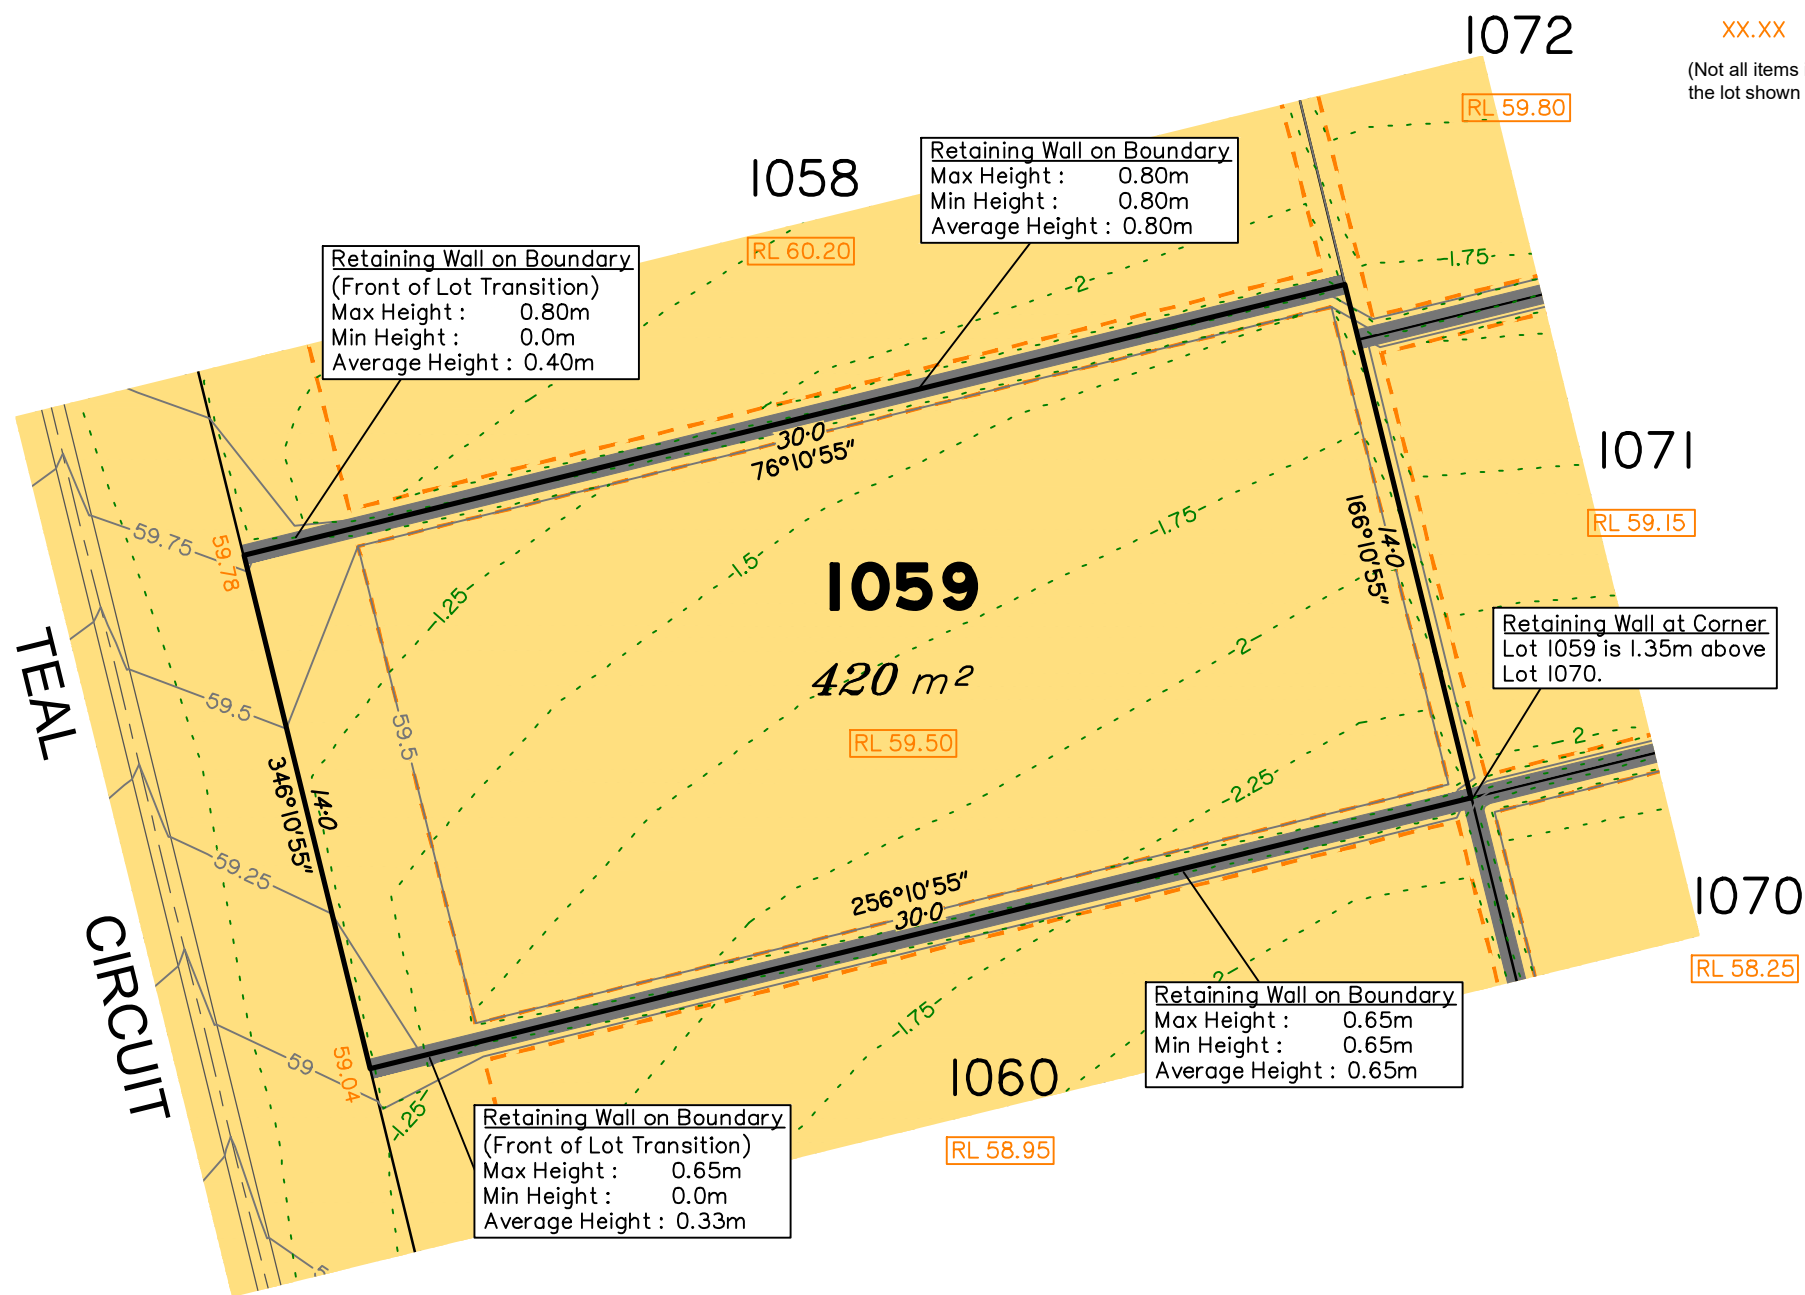 1072
XX.XX
(Not all items
the lot shown
RL 59.80
1058
RL 60.20
Retaining Wall on Boundary
Max Height : 0.80m
Min Height : 0.80m
Average Height : 0.80m
Retaining Wall on Boundary
(Front of Lot Transition)
Max Height : 0.80m
Min Height : 0.0m
Average Height : 0.40m
-1.75-
-2
30·0
76°10'55"
1071
RL 59.15
59.75
59.78
-1.75-
-1.5-
-1.25-
14·0
166°10'55"
1059
420 m2
RL 59.50
-2-
Retaining Wall at Corner
Lot 1059 is 1.35m above
Lot 1070.
TEAL
CIRCUIT
59.5
59.5
346°10'55"
14·0
-2.25-
2
59.25
256°10'55"
30·0
1070
RL 58.25
59
59.04
-1.25-
-1.75-
2-
1060
RL 58.95
Retaining Wall on Boundary
Max Height : 0.65m
Min Height : 0.65m
Average Height : 0.65m
Retaining Wall on Boundary
(Front of Lot Transition)
Max Height : 0.65m
Min Height : 0.0m
Average Height : 0.33m